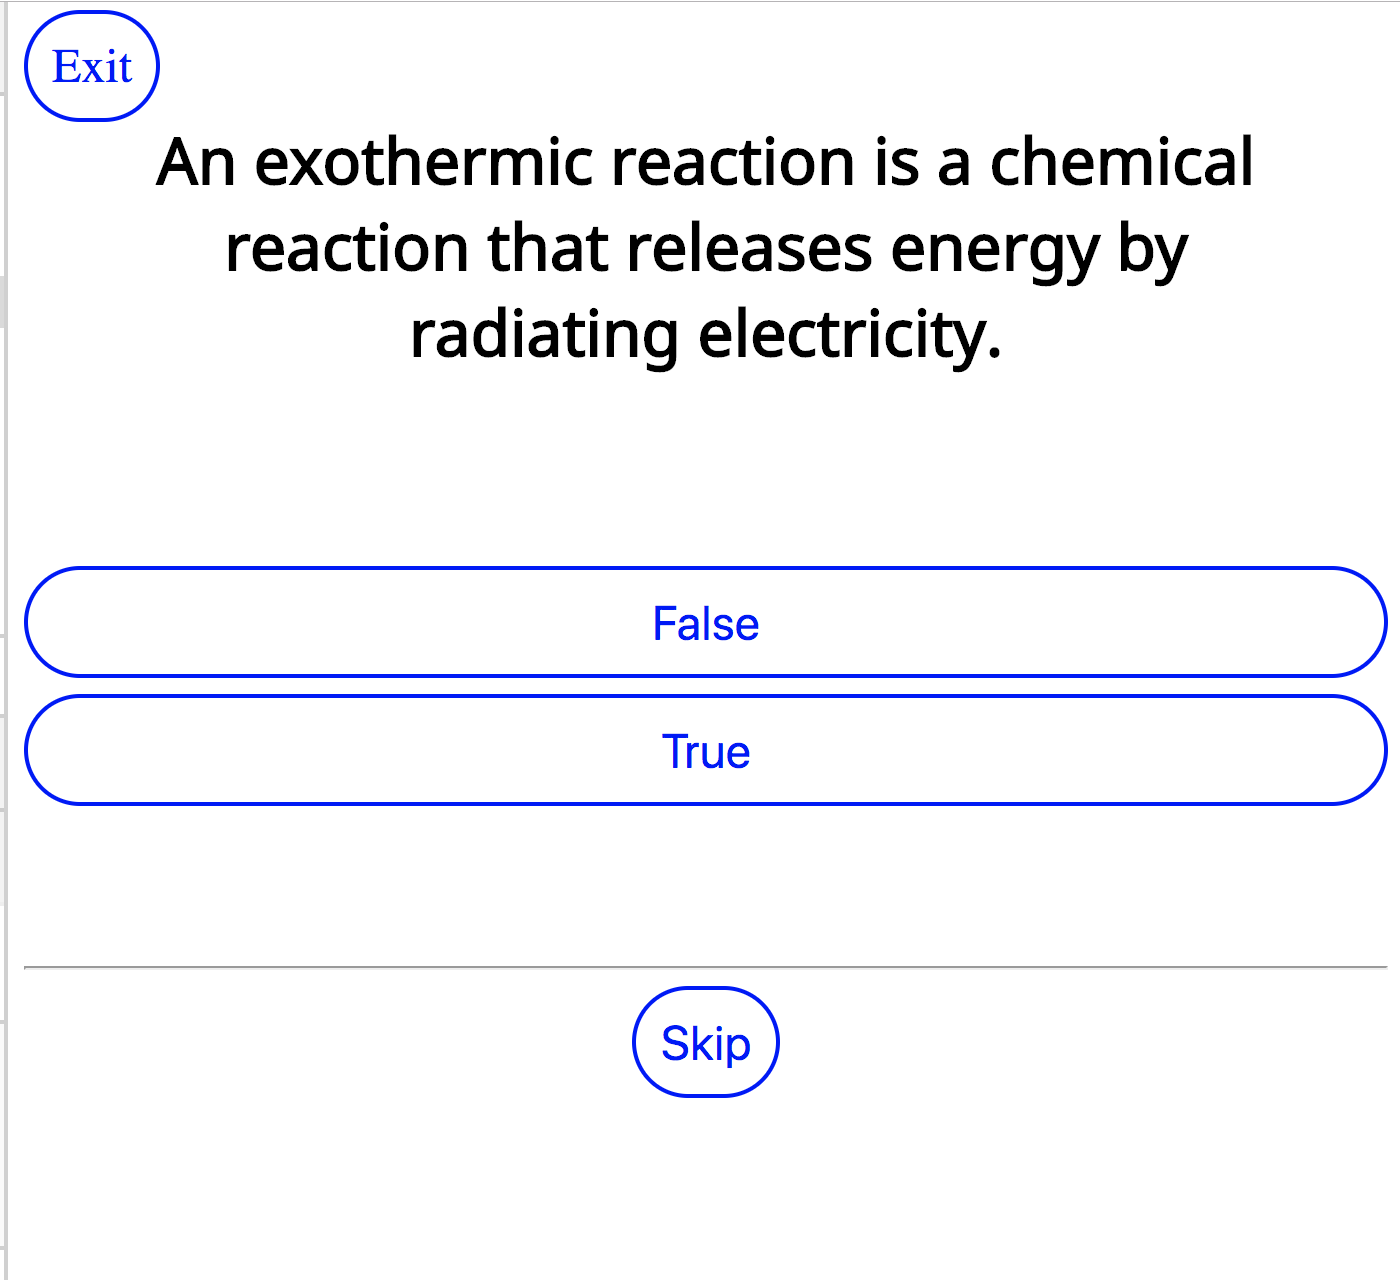 Exit
An exothermic reaction is a chemical
reaction that releases energy by
radiating electricity.
False
True
Skip